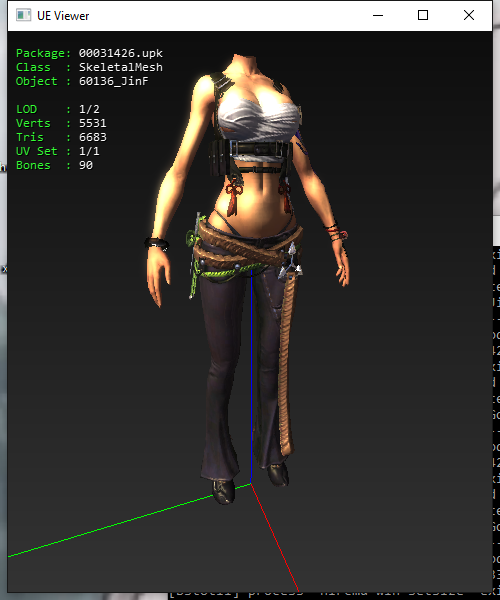 UE Viewer
Package: 00031426.upk
Class : SkeletalMesh
Object : 60136_JinF
LOD : 1/2
Verts : 5531
Tris : 6683
UV Set : 1/1
Bones : 90